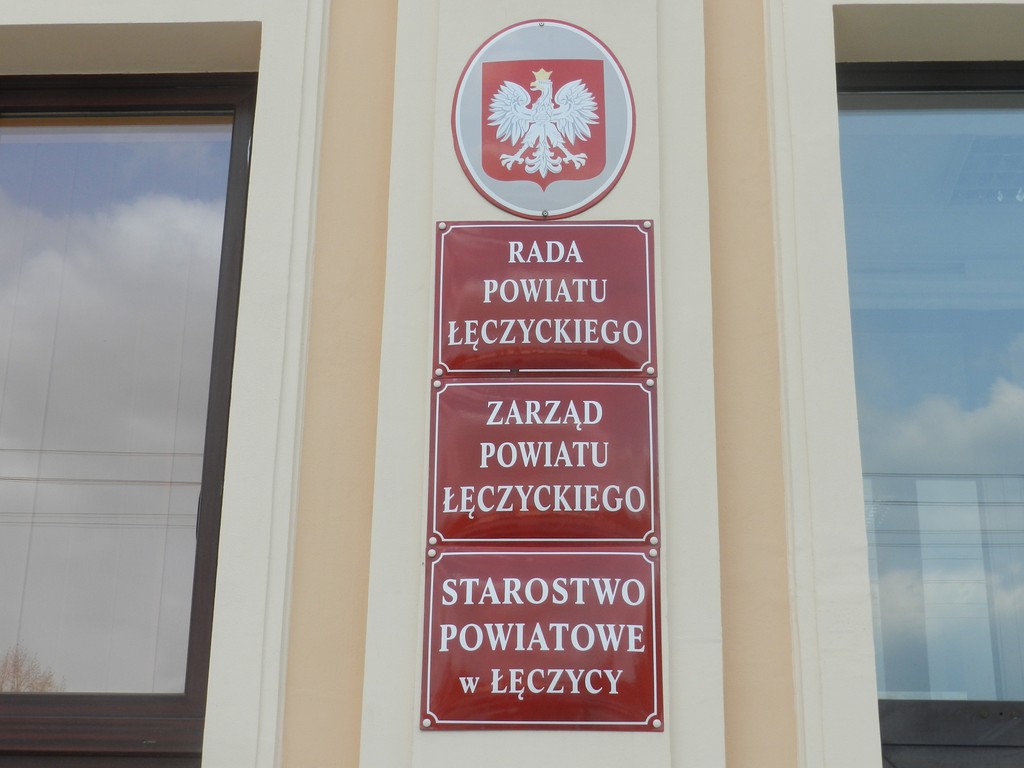 RADA
POWIATU
ŁĘCZYCKIEGO
ZARZĄD
POWIATU
ŁĘCZYCKIEGO
STAROSTWO
POWIATOWE
w ŁĘCZYCY